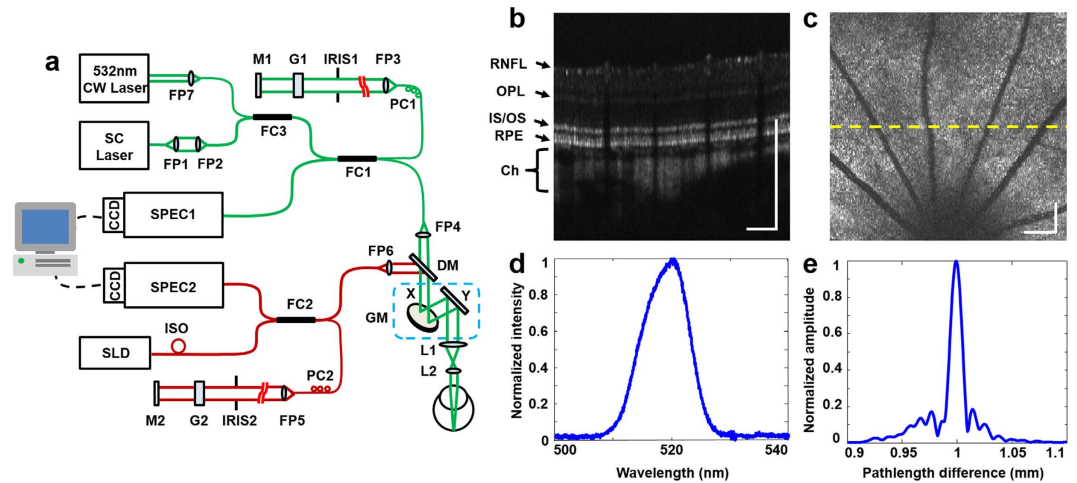 a
532nm
CW Laser
FP7
M1
G1
IRIS1
FP3
PC1
FC3
SC
Laser
FP1
FP2
FC1
CCD
SPEC1
FP4
FP6
DM
CCD
SPEC2
FC2
X
Y
GM
ISO
SLD
L1
L2
PC2
M2
G2
IRIS2
FP5
b
RNFL
OPL
IS/OS
RPE
Ch
c
d
Normalized intensity
1
0.8
0.6
0.4
0.2
0
500
520
540
Wavelength (nm)
e
Normalized amplitude
1
0.8
0.6
0.4
0.2
0
0.9
0.95
1
1.05
1.1
Pathlength difference (mm)